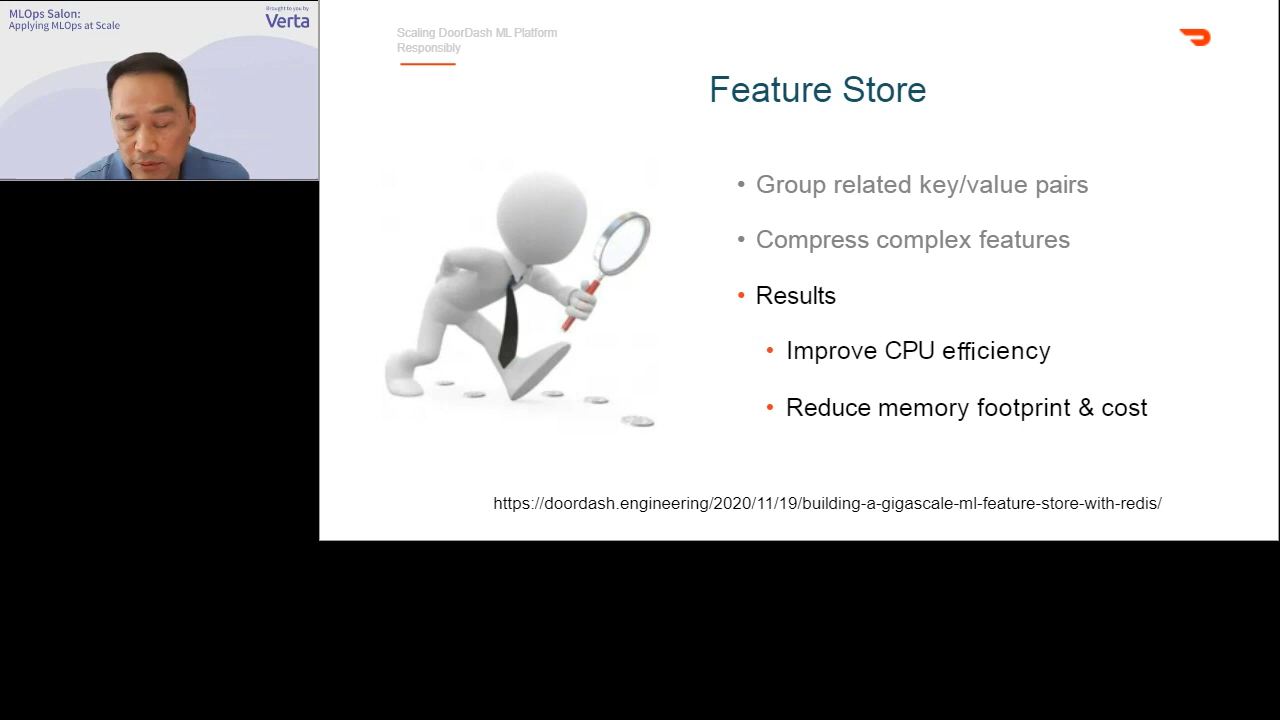 MLOps Salon:
Applying MLOps at Scale
Brought to you by
Verta
Scaling DoorDash ML Platform
Responsibly
Feature Store
• Group related key/value pairs
• Compress complex features
• Results
• Improve CPU efficiency
• Reduce memory footprint & cost
https://doordash.engineering/2020/11/19/building-a-gigascale-ml-feature-store-with-redis/